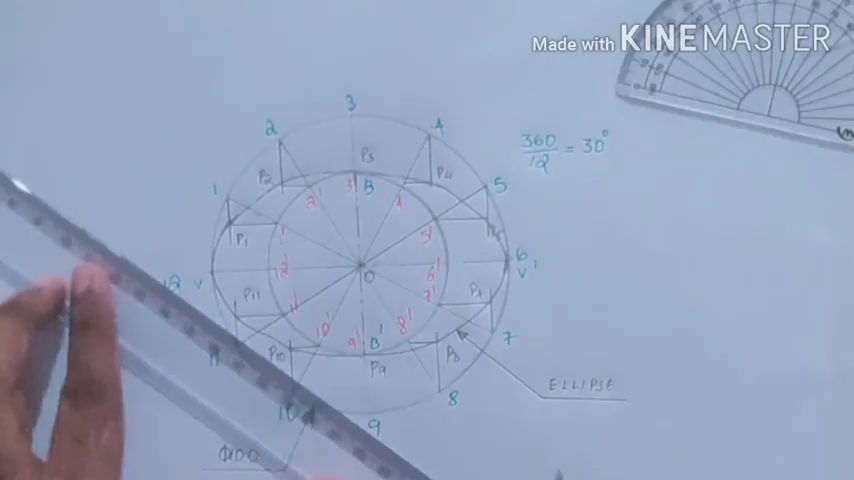 Made with KINEMASTER
3
2
4
360
12
= 30°
P3
P2
P4
1
3'
B
5
2'
4'
P1
1'
5'
12
V
12'
O
6'
6
V'
P11
11'
7'
P7
10'
9'
B'
8'
7
11
P10
P9
P8
ELLIPSE
10
8
9